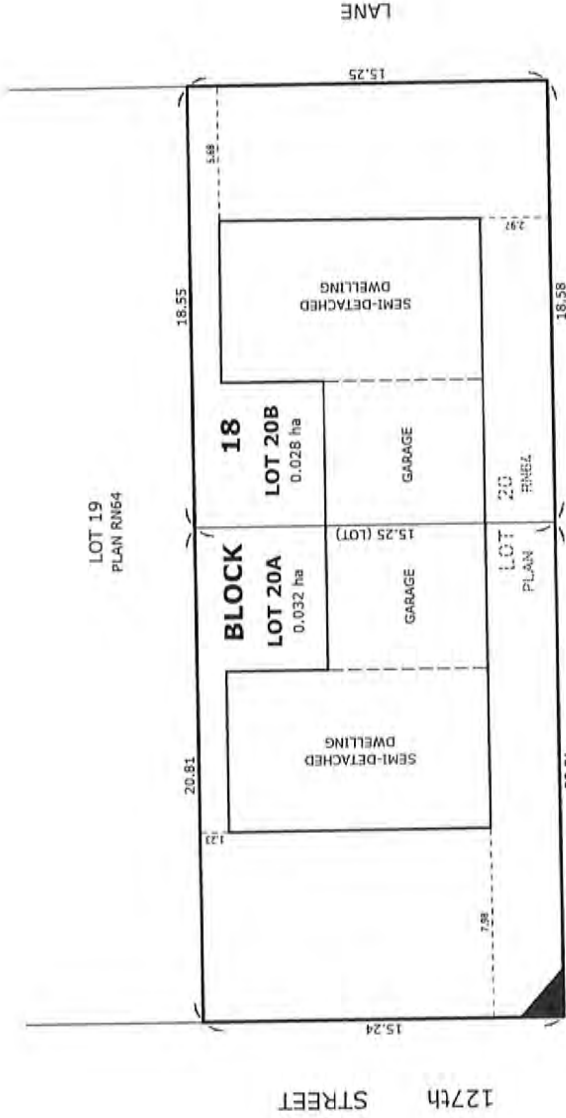 LANE
LOT 19
PLAN RN64
18.55
15.25
5.68
SEMI-DETACHED
DWELLING
2.97
18
LOT 20B
0.028 ha
GARAGE
18.58
BLOCK
LOT 20A
0.032 ha
15.25 (LOT)
GARAGE
LOT 20
PLAN RN64
20.81
SEMI-DETACHED
DWELLING
1.23
7.98
15.24
127th STREET